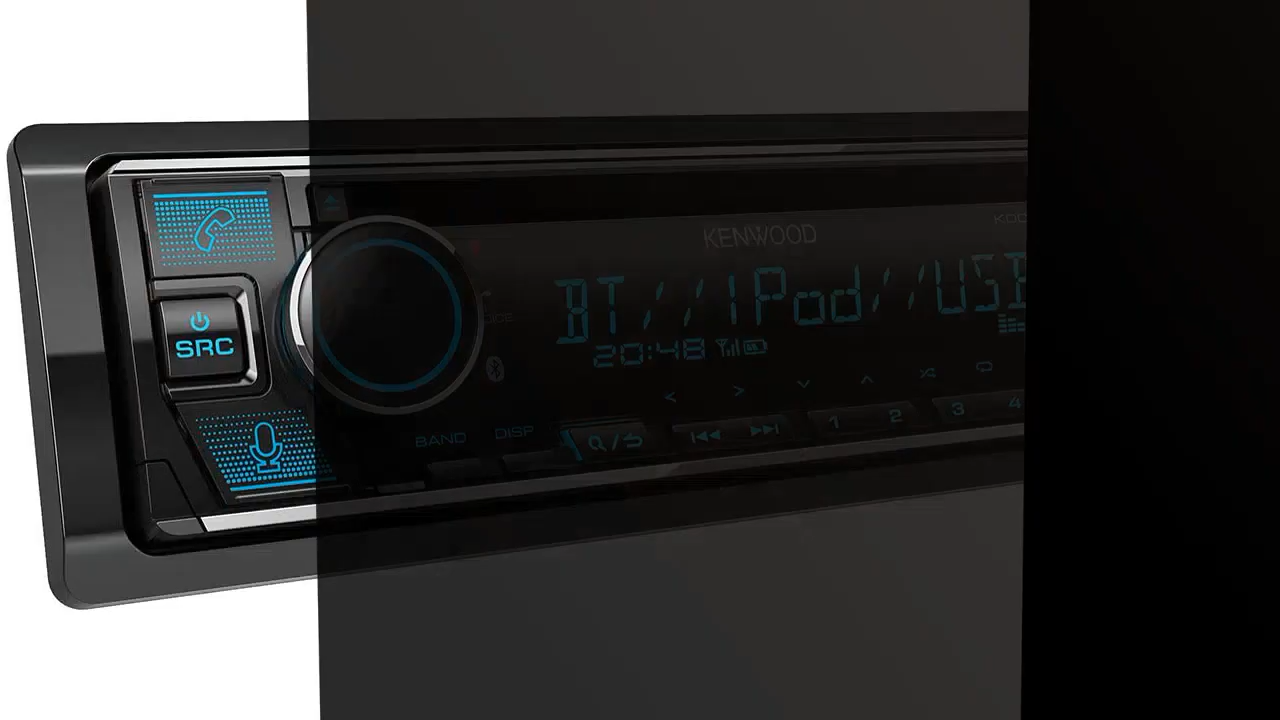 KENWOOD
BT//iPod//USB
20:48
SRC
BAND DISP
Q/
1 2 3 4